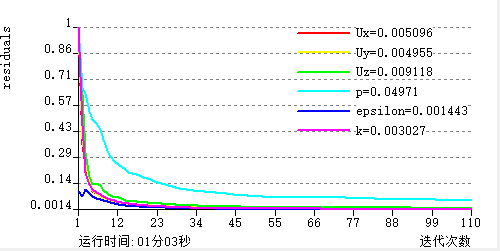 residuals
1
0.86
0.71
0.57
0.43
0.29
0.14
0.0014
Ux=0.005096
Uy=0.004955
Uz=0.009118
p=0.04971
epsilon=0.001443
k=0.003027
1 12 23 34 45 55 66 77 88 99 110
运行时间:01分03秒 迭代次数